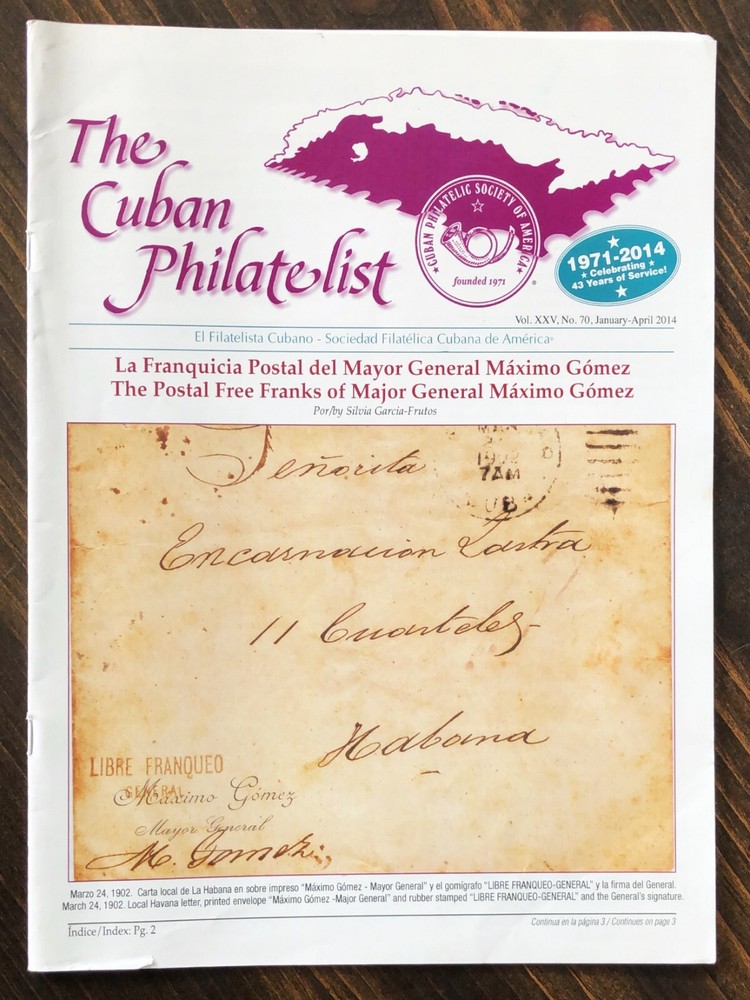 The
Cuban
Philatelist
CUBAN PHILATELIC SOCIETY OF AMERICA
founded 1971
1971-2014
Celebrating
43 Years of Service!
Vol. XXV, No. 70, January-April 2014
El Filatelista Cubano - Sociedad Filatélica Cubana de América®
La Franquicia Postal del Mayor General Máximo Gómez
The Postal Free Franks of Major General Máximo Gómez
Por/by Silvia García-Frutos
MAR
1902
7AM
Señorita
Encarnacion Lastra
11 Cuarteles
Habana
LIBRE FRANQUEO
GENERAL
Máximo Gómez
Mayor General
M. Gomez
Marzo 24, 1902. Carta local de La Habana en sobre impreso “Máximo Gómez - Mayor General” y el gomígrafo “LIBRE FRANQUEO-GENERAL” y la firma del General.
March 24, 1902. Local Havana letter, printed envelope “Máximo Gómez -Major General” and rubber stamped “LIBRE FRANQUEO-GENERAL” and the General's signature.
Continua en la página 3 / Continues on page 3
Índice/Index: Pg. 2